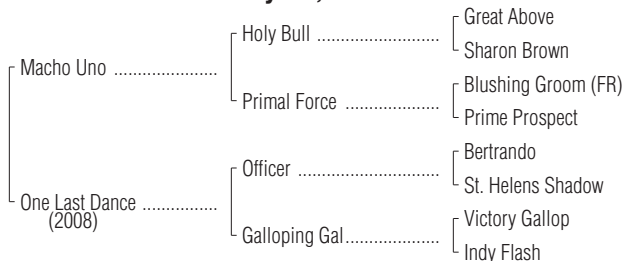 Holy Bull ........................
Great Above
Sharon Brown
Macho Uno .....................
Primal Force ...................
Blushing Groom (FR)
Prime Prospect
Officer ............................
Bertrando
St. Helens Shadow
One Last Dance ...............
(2008)
Galloping Gal...................
Victory Gallop
Indy Flash